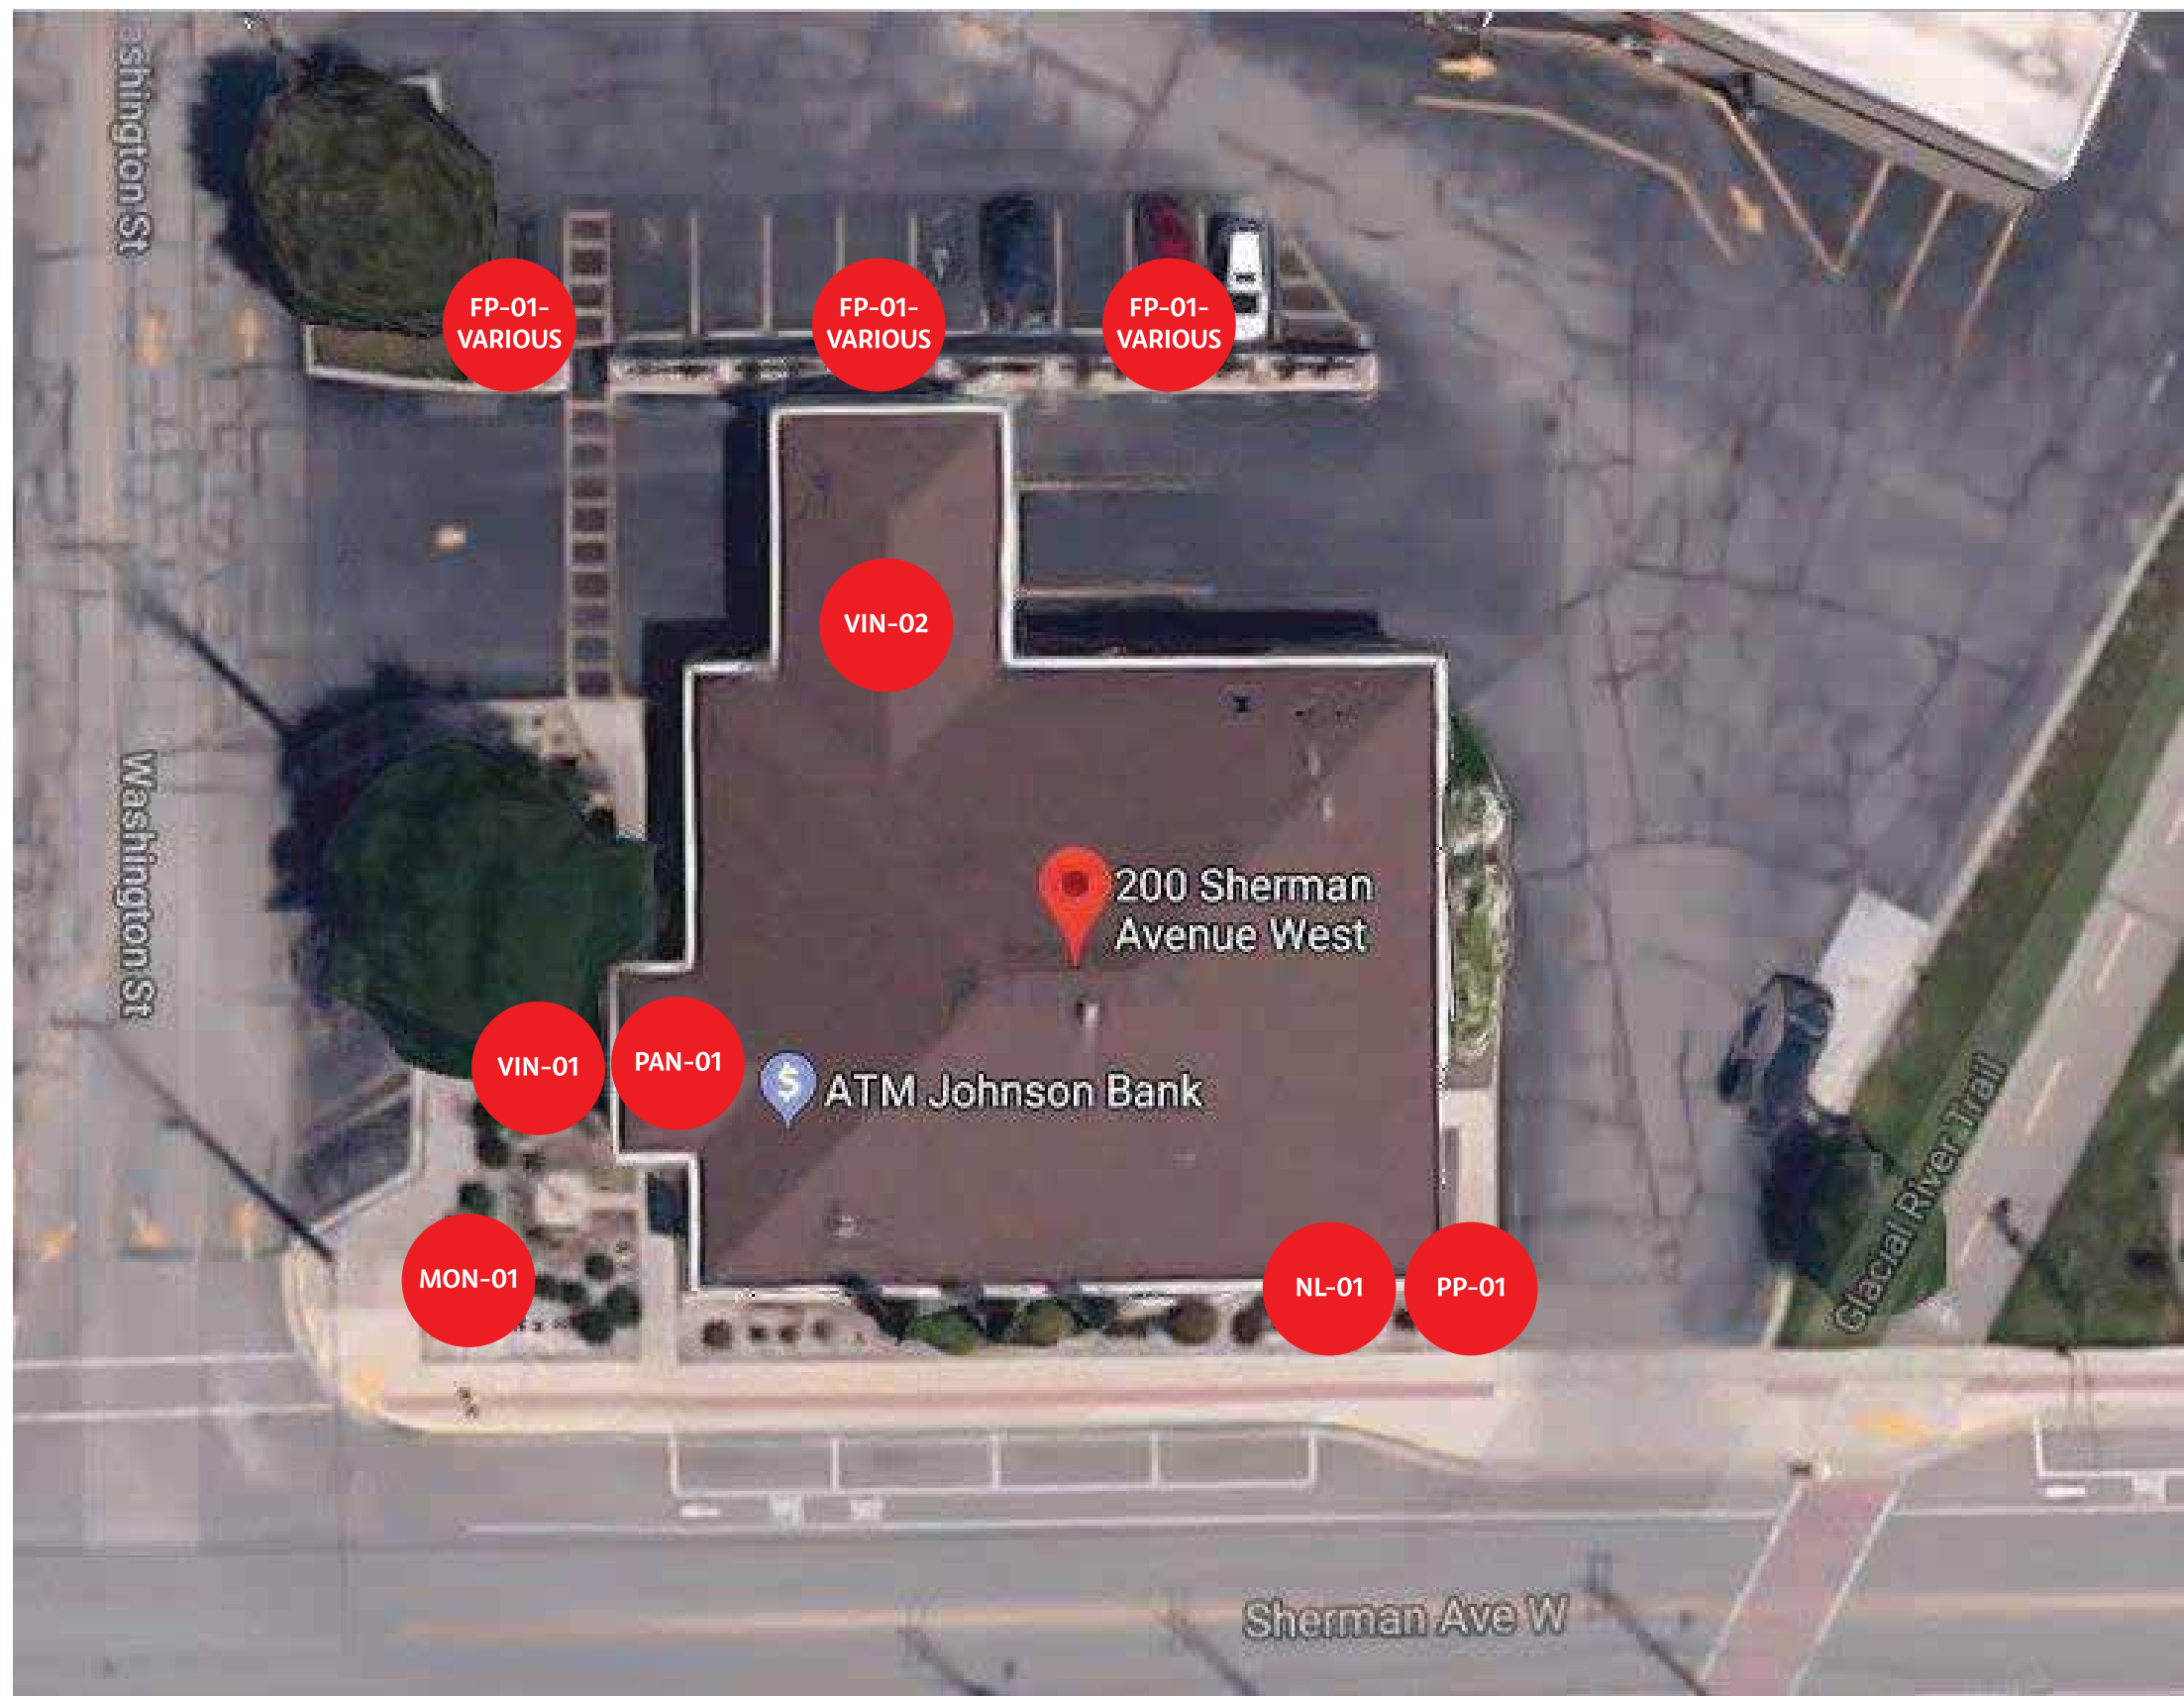 ashington St
FP-01-
VARIOUS
FP-01-
VARIOUS
FP-01-
VARIOUS
VIN-02
Washington St
200 Sherman
Avenue West
VIN-01
PAN-01
$ ATM Johnson Bank
Glacial River Trail
MON-01
NL-01
PP-01
Sherman Ave W